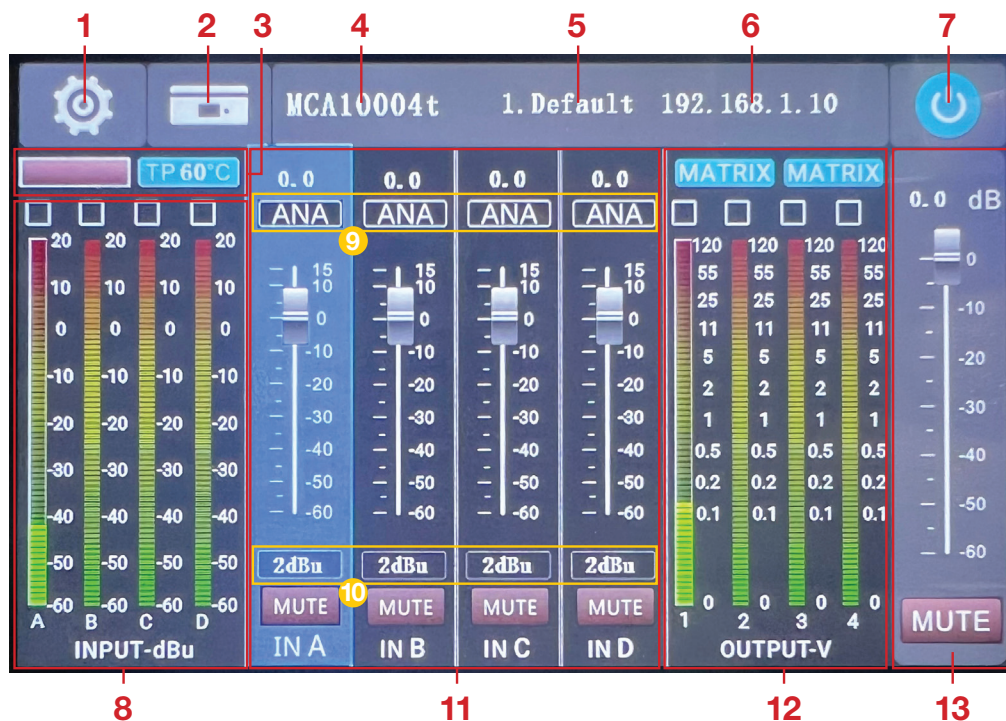 1 2 3 4 5 6 7
MCA10004t 1.Default 192.168.1.10
TP 60°C
0.0 0.0 0.0 0.0
MATRIX MATRIX
0.0 dB
ANA ANA ANA ANA
9
20 20 20 20
10 10 10 10
0 0 0 0
-10 -10 -10 -10
-20 -20 -20 -20
-30 -30 -30 -30
-40 -40 -40 -40
-50 -50 -50 -50
-60 -60 -60 -60
A B C D
INPUT-dBu
15 15 15 15
10 10 10 10
0 0 0 0
-10 -10 -10 -10
-20 -20 -20 -20
-30 -30 -30 -30
-40 -40 -40 -40
-50 -50 -50 -50
-60 -60 -60 -60
2dBu 2dBu 2dBu 2dBu
10
MUTE MUTE MUTE MUTE
IN A IN B IN C IN D
120 120 120 120
55 55 55 55
25 25 25 25
11 11 11 11
5 5 5 5
2 2 2 2
1 1 1 1
0.5 0.5 0.5 0.5
0.2 0.2 0.2 0.2
0.1 0.1 0.1 0.1
0 0 0 0
1 2 3 4
OUTPUT-V
0
-10
-20
-30
-40
-50
-60
MUTE
8 11 12 13